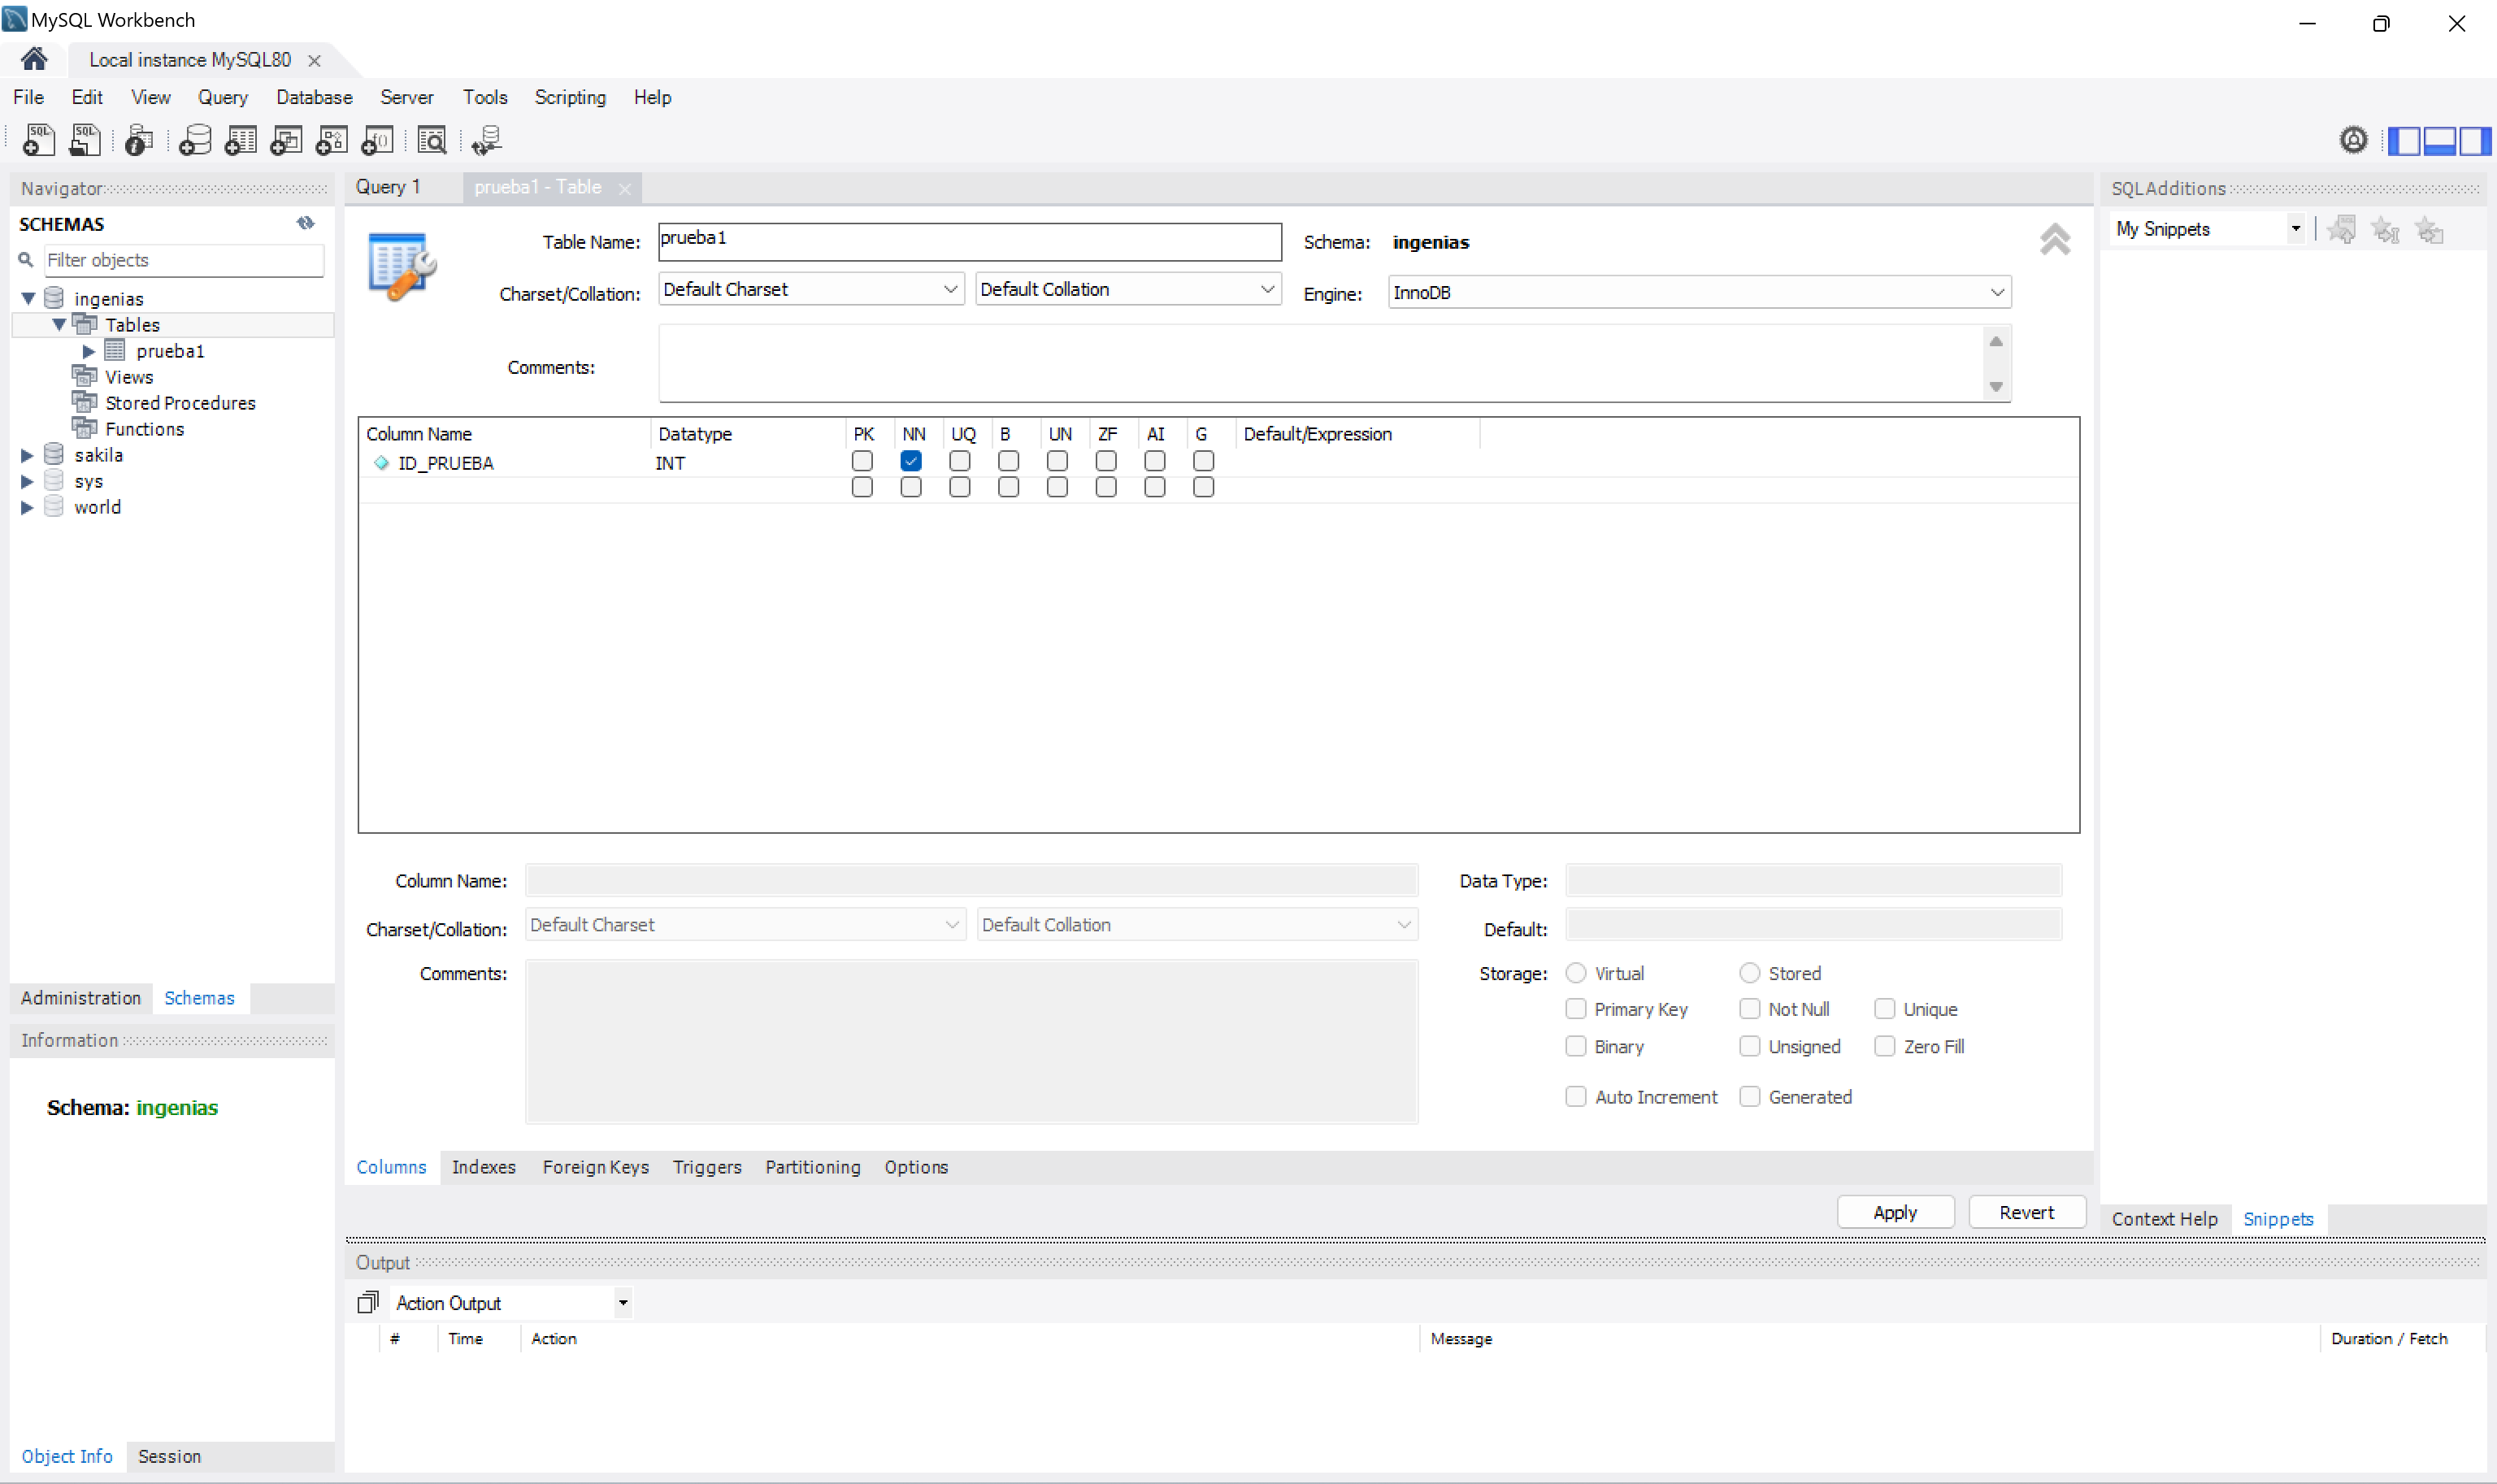 MySQL Workbench
Local instance MySQL80
File Edit View Query Database Server Tools Scripting Help
Navigator
SCHEMAS
Filter objects
ingenias
Tables
prueba1
Views
Stored Procedures
Functions
sakila
sys
world
Administration Schemas
Information
Schema: ingenias
Object Info Session
Query 1 prueba1 - Table
Table Name: prueba1 Schema: ingenias
Charset/Collation: Default Charset Default Collation Engine: InnoDB
Comments:
Column Name Datatype PK NN UQ B UN ZF AI G Default/Expression
ID_PRUEBA INT
Column Name: Data Type:
Charset/Collation: Default Charset Default Collation Default:
Comments: Storage: Virtual Stored
Primary Key Not Null Unique
Binary Unsigned Zero Fill
Auto Increment Generated
Columns Indexes Foreign Keys Triggers Partitioning Options
Apply Revert
Output
Action Output
# Time Action Message Duration / Fetch
SQLAdditions
My Snippets
Context Help Snippets